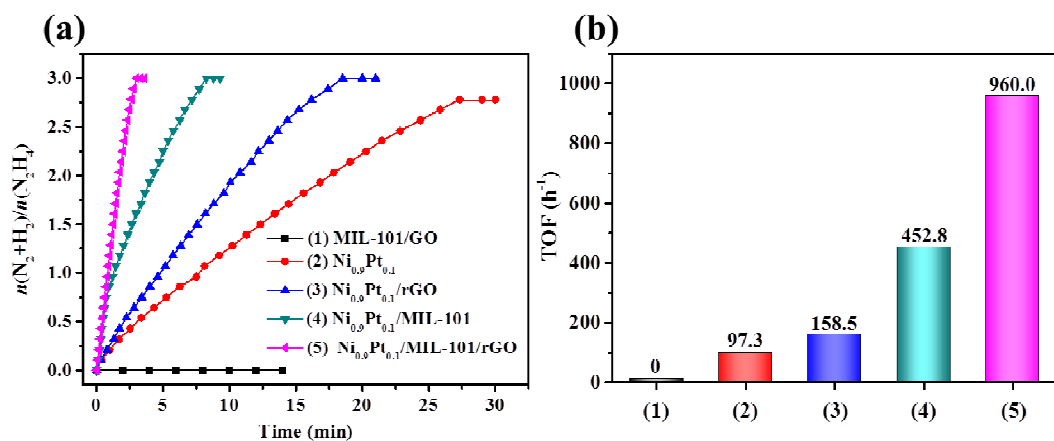 (a)
n(N2+H2)/n(N2H4)
3.0
2.5
2.0
1.5
1.0
0.5
0.0
(1) MIL-101/GO
(2) Ni0.9Pt0.1
(3) Ni0.9Pt0.1/rGO
(4) Ni0.9Pt0.1/MIL-101
(5) Ni0.9Pt0.1/MIL-101/rGO
0 5 10 15 20 25 30
Time (min)
(b)
TOF (h-1)
1000
800
600
400
200
0
0
97.3
158.5
452.8
960.0
(1) (2) (3) (4) (5)